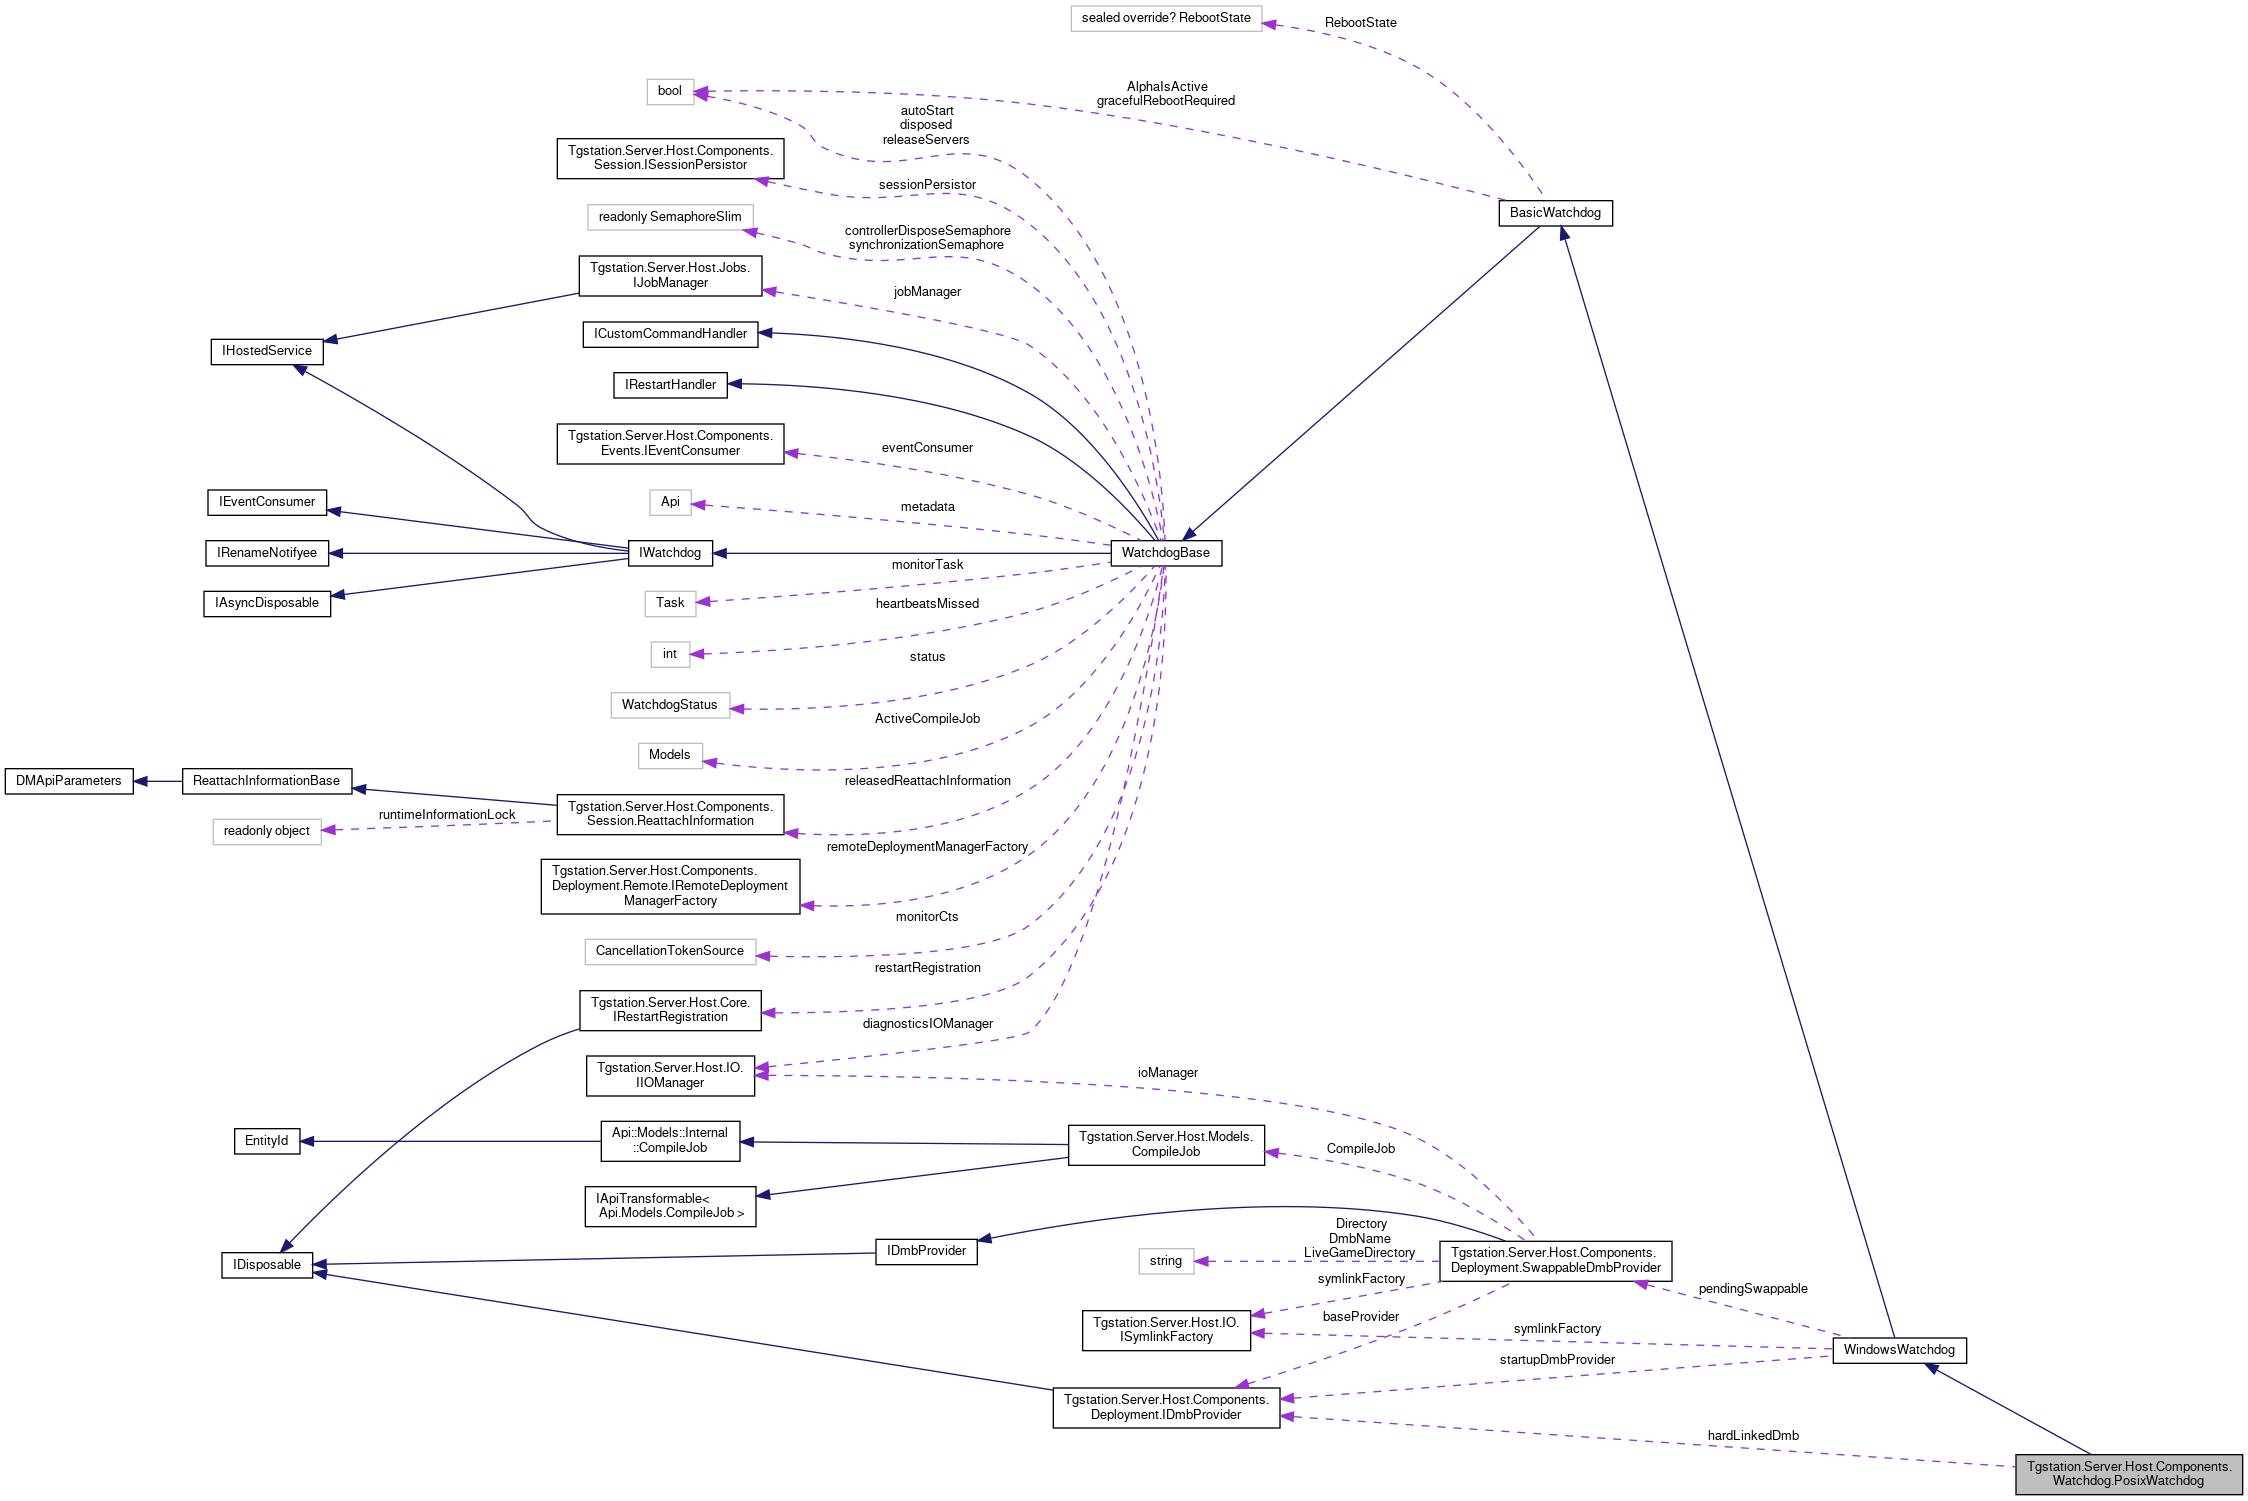 sealed override? RebootState
RebootState
bool
AlphaIsActive
gracefulRebootRequired
autoStart
disposed
releaseServers
Tgstation.Server.Host.Components.
Session.ISessionPersistor
sessionPersistor
readonly SemaphoreSlim
controllerDisposeSemaphore
synchronizationSemaphore
BasicWatchdog
Tgstation.Server.Host.Jobs.
IJobManager
jobManager
ICustomCommandHandler
IHostedService
IRestartHandler
Tgstation.Server.Host.Components.
Events.IEventConsumer
eventConsumer
IEventConsumer
Api
metadata
IRenameNotifyee
IWatchdog
WatchdogBase
monitorTask
IAsyncDisposable
Task
heartbeatsMissed
int
status
WatchdogStatus
ActiveCompileJob
Models
DMApiParameters
ReattachInformationBase
releasedReattachInformation
Tgstation.Server.Host.Components.
Session.ReattachInformation
runtimeInformationLock
readonly object
remoteDeploymentManagerFactory
Tgstation.Server.Host.Components.
Deployment.Remote.IRemoteDeployment
ManagerFactory
monitorCts
CancellationTokenSource
restartRegistration
Tgstation.Server.Host.Core.
IRestartRegistration
diagnosticsIOManager
Tgstation.Server.Host.IO.
IIOManager
ioManager
EntityId
Api::Models::Internal
::CompileJob
Tgstation.Server.Host.Models.
CompileJob
CompileJob
IApiTransformable<
Api.Models.CompileJob >
IDisposable
IDmbProvider
string
Directory
DmbName
LiveGameDirectory
Tgstation.Server.Host.Components.
Deployment.SwappableDmbProvider
symlinkFactory
pendingSwappable
baseProvider
Tgstation.Server.Host.IO.
ISymlinkFactory
symlinkFactory
WindowsWatchdog
startupDmbProvider
Tgstation.Server.Host.Components.
Deployment.IDmbProvider
hardLinkedDmb
Tgstation.Server.Host.Components.
Watchdog.PosixWatchdog